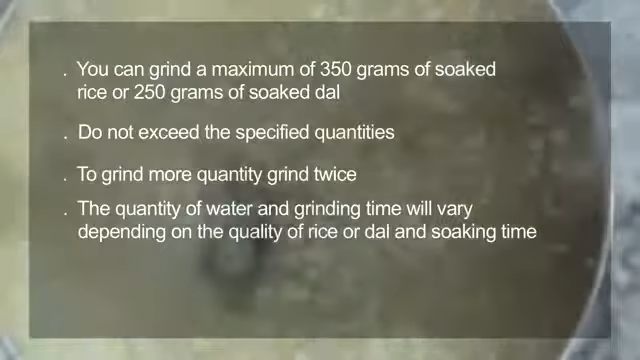 . You can grind a maximum of 350 grams of soaked
rice or 250 grams of soaked dal
. Do not exceed the specified quantities
. To grind more quantity grind twice
. The quantity of water and grinding time will vary
depending on the quality of rice or dal and soaking time